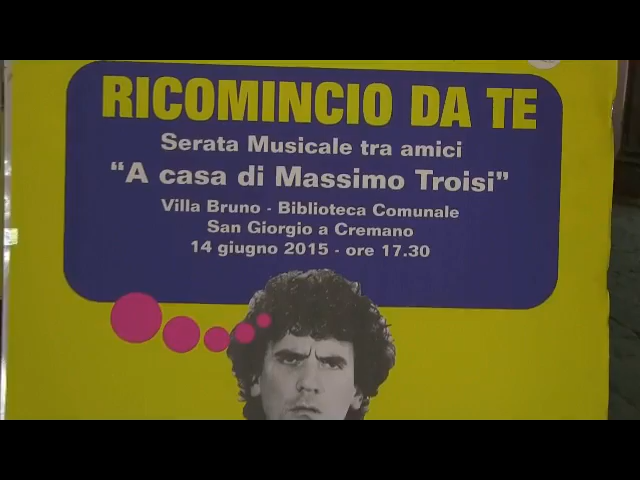 RICOMINCIO DA TE
Serata Musicale tra amici
“A casa di Massimo Troisi”
Villa Bruno - Biblioteca Comunale
San Giorgio a Cremano
14 giugno 2015 - ore 17.30